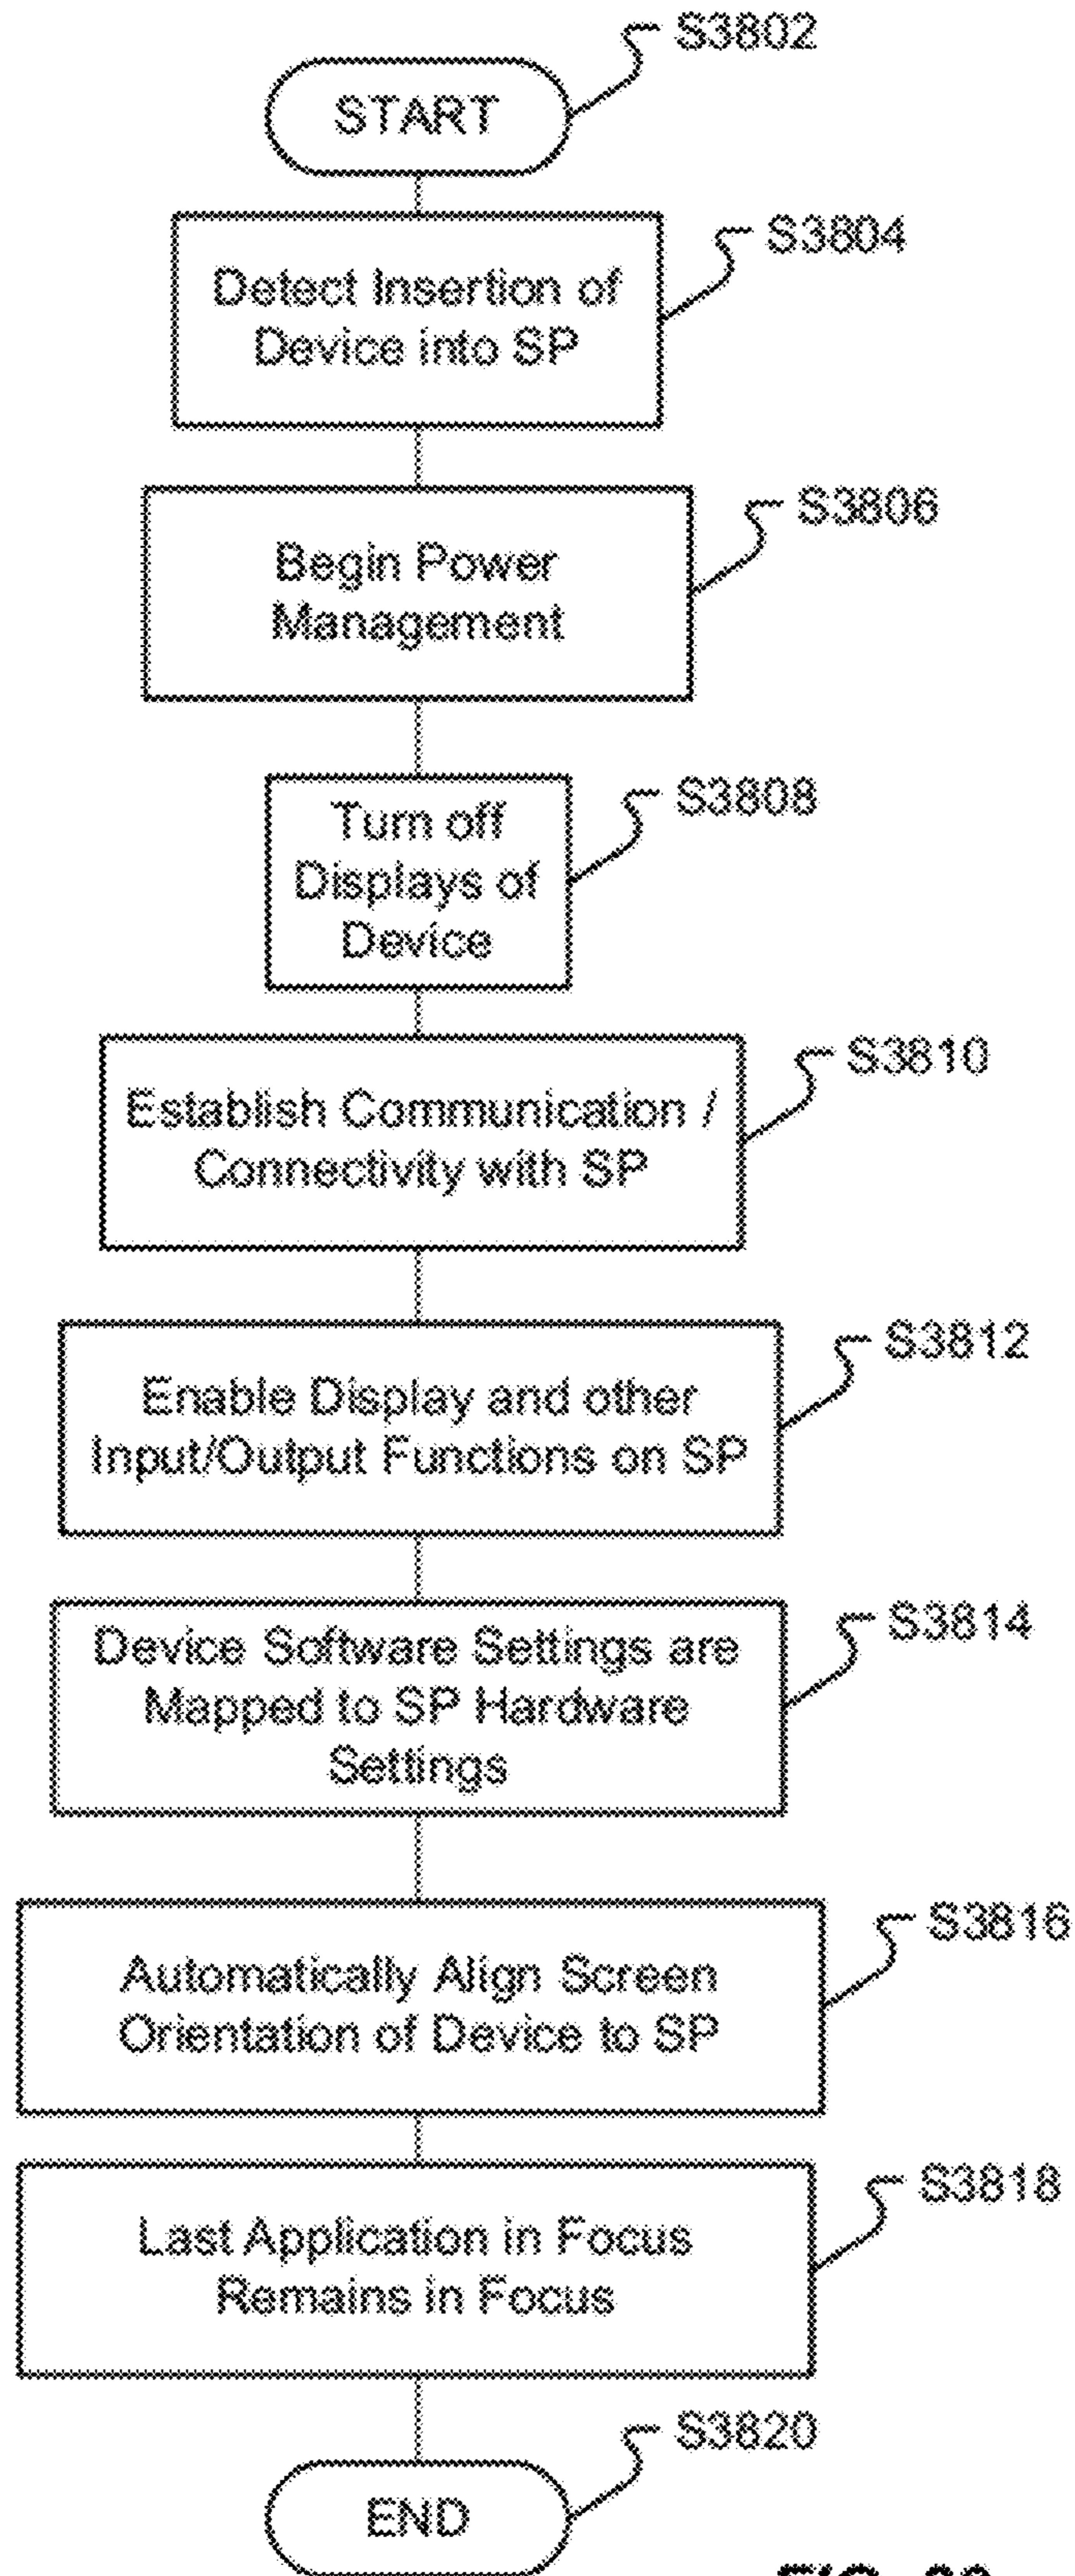 S3802
START
S3804
Detect Insertion of
Device into SP
S3806
Begin Power
Management
S3808
Turn off
Displays of
Device
S3810
Establish Communication /
Connectivity with SP
S3812
Enable Display and other
Input/Output Functions on SP
S3814
Device Software Settings are
Mapped to SP Hardware
Settings
S3816
Automatically Align Screen
Orientation of Device to SP
S3818
Last Application in Focus
Remains in Focus
S3820
END